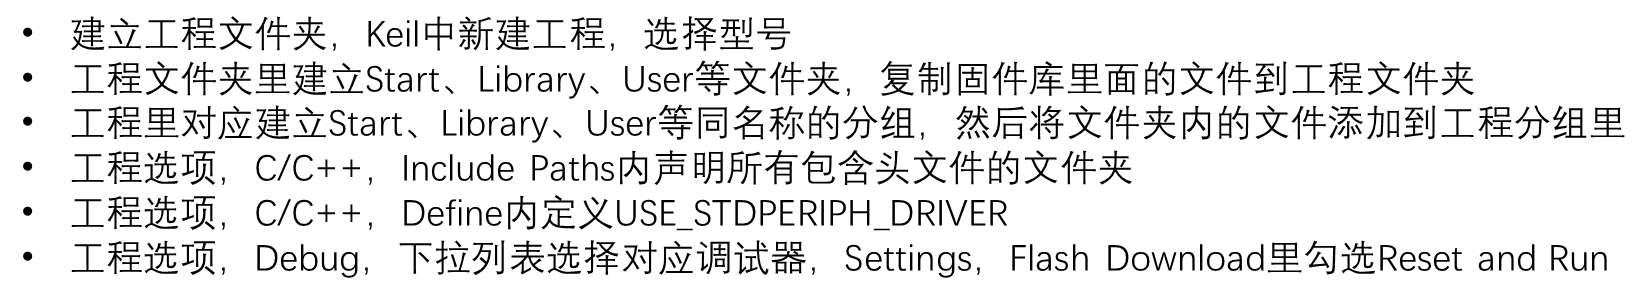 • 建立工程文件夹，Keil中新建工程，选择型号
• 工程文件夹里建立Start、Library、User等文件夹，复制固件库里面的文件到工程文件夹
• 工程里对应建立Start、Library、User等同名称的分组，然后将文件夹内的文件添加到工程分组里
• 工程选项，C/C++，Include Paths内声明所有包含头文件的文件夹
• 工程选项，C/C++，Define内定义USE_STDPERIPH_DRIVER
• 工程选项，Debug，下拉列表选择对应调试器，Settings，Flash Download里勾选Reset and Run